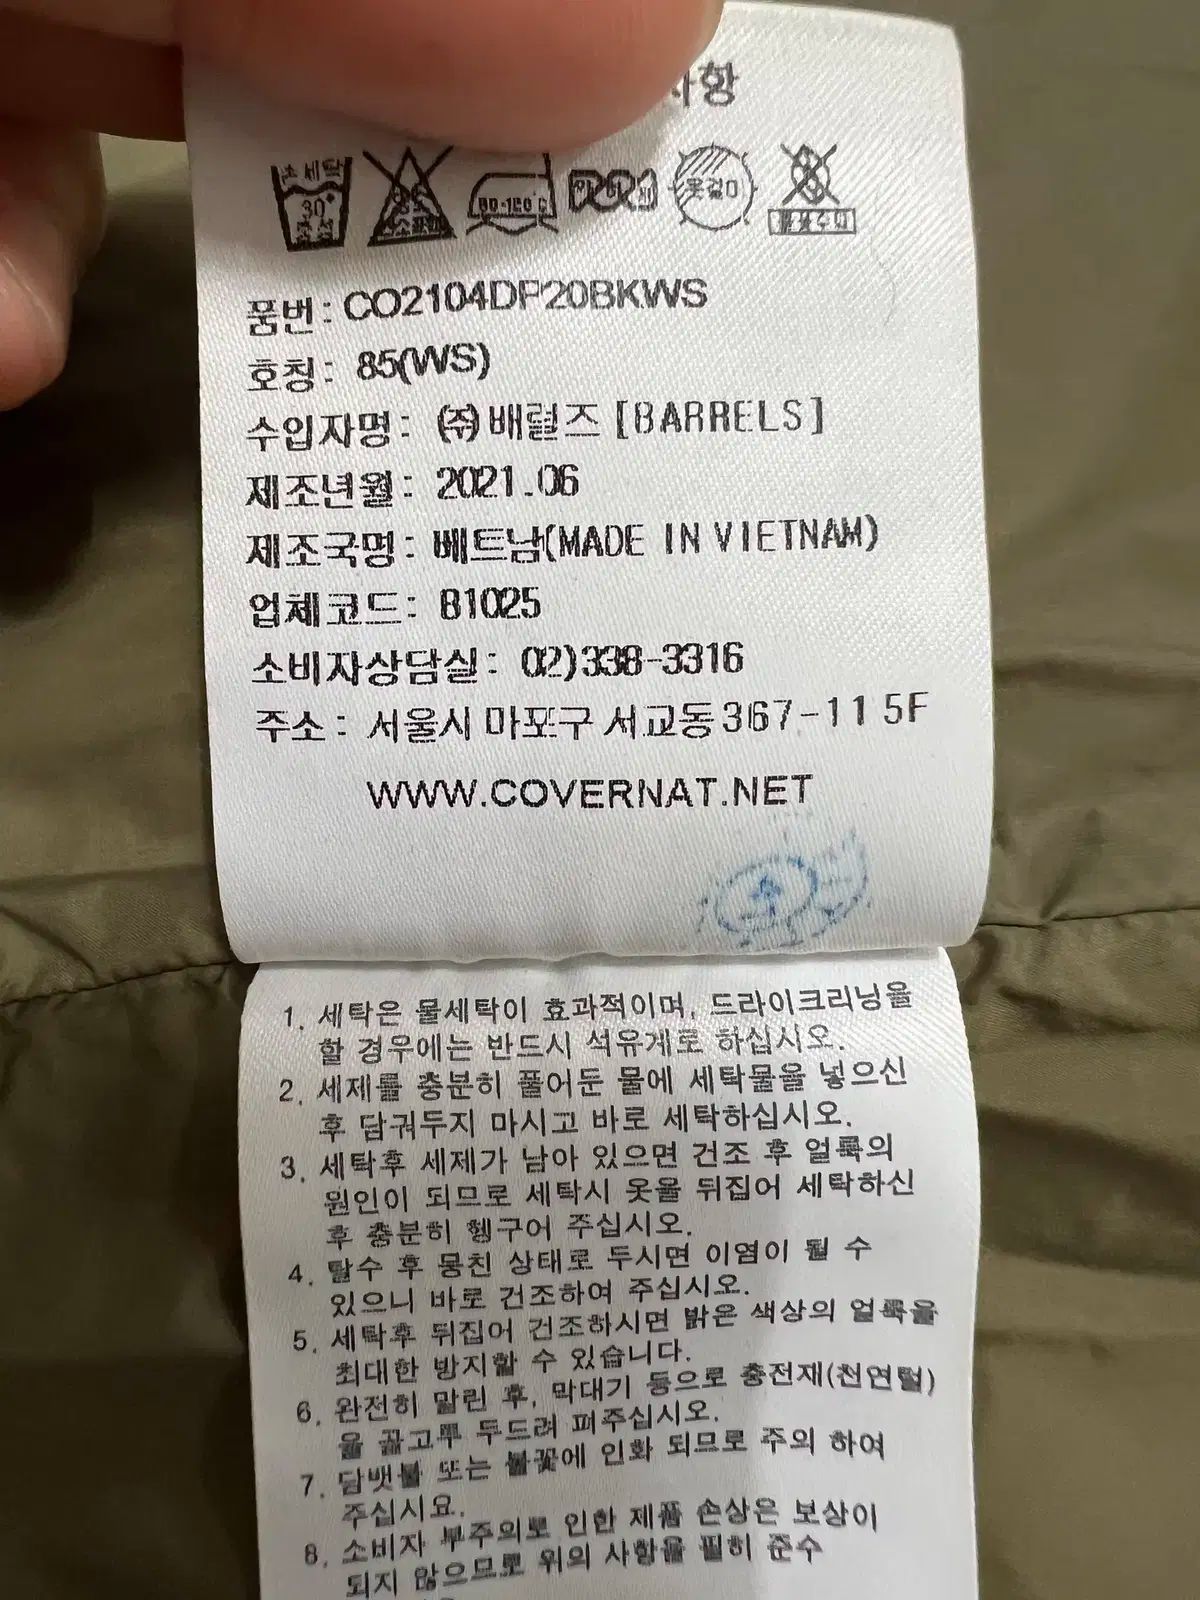 사항
손세탁
30°
중성
80-120°C
옷걸이
품번: CO2104DP20BKWS
호칭: 85(WS)
수입자명: ㈜배럴즈 [BARRELS]
제조년월: 2021.06
제조국명: 베트남(MADE IN VIETNAM)
업체코드: B1025
소비자상담실: 02)338-3316
주소: 서울시 마포구 서교동367-11 5F
WWW.COVERNAT.NET
1. 세탁은 물세탁이 효과적이며, 드라이크리닝을
할 경우에는 반드시 석유계로 하십시오.
2. 세제를 충분히 풀어둔 물에 세탁물을 넣으신
후 담궈두지 마시고 바로 세탁하십시오.
3. 세탁후 세제가 남아 있으면 건조 후 얼룩의
원인이 되므로 세탁시 옷을 뒤집어 세탁하신
후 충분히 헹구어 주십시오.
4. 탈수 후 뭉친 상태로 두시면 이염이 될 수
있으니 바로 건조하여 주십시오.
5. 세탁후 뒤집어 건조하시면 밝은 색상의 얼룩을
최대한 방지할 수 있습니다.
6. 완전히 말린 후, 막대기 등으로 충전재(천연털)
을 골고루 두드려 펴주십시오.
7. 담뱃불 또는 불꽃에 인화 되므로 주의 하여
주십시요.
8. 소비자 부주의로 인한 제품 손상은 보상이
되지 않으므로 위의 사항을 필히 준수